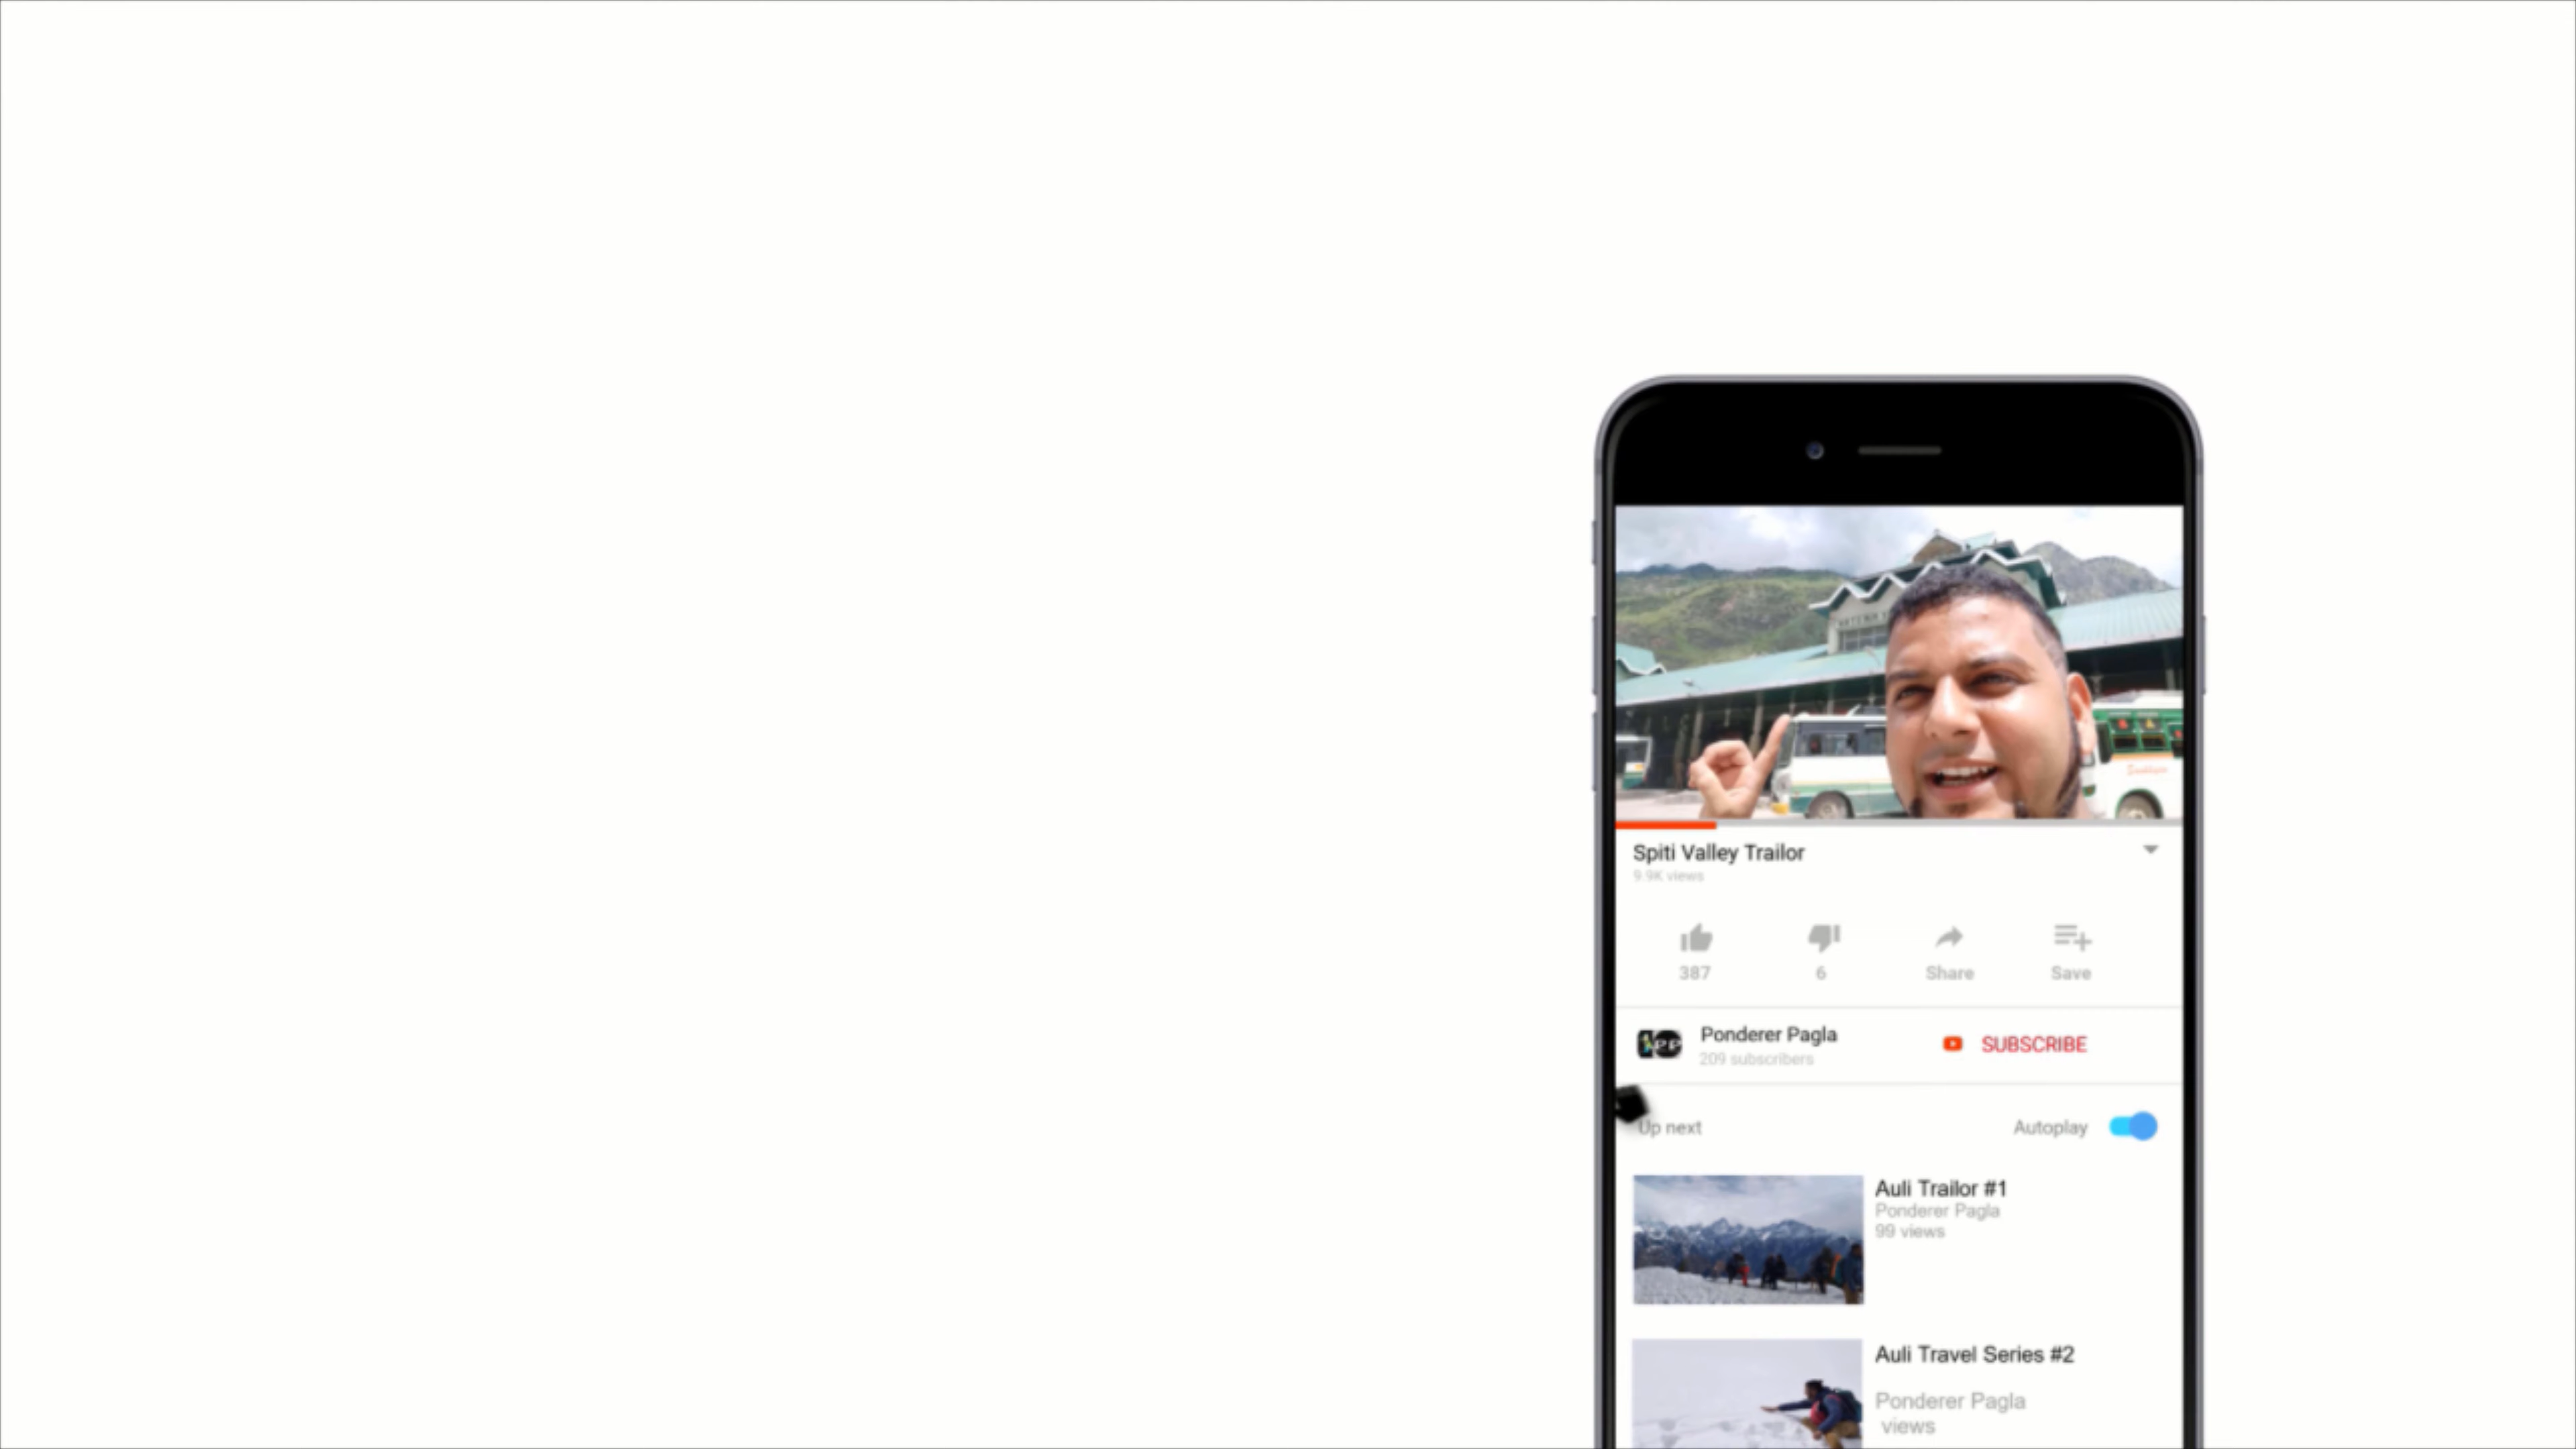 Spiti Valley Trailor
9.9K views
387
6
Share
Save
Ponderer Pagla
209 subscribers
SUBSCRIBE
Up next
Autoplay
Auli Trailor #1
Ponderer Pagla
99 views
Auli Travel Series #2
Ponderer Pagla
views